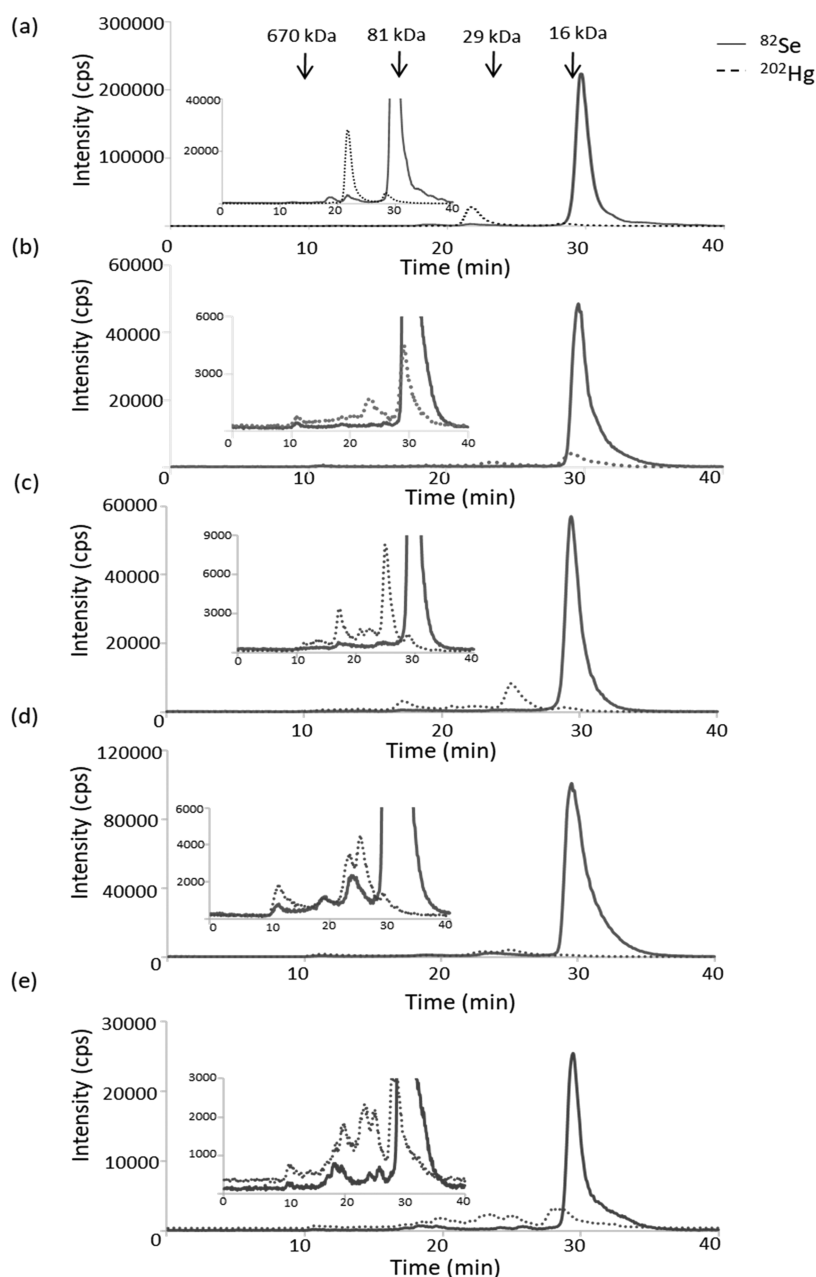 (a)
300000
670 kDa 81 kDa 29 kDa 16 kDa
⁸²Se
²⁰²Hg
200000
100000
Intensity (cps)
40000
20000
0 10 20 30 40
0 10 20 30 40
Time (min)
(b)
60000
40000
20000
Intensity (cps)
6000
3000
0 10 20 30 40
0 10 20 30 40
Time (min)
(c)
60000
40000
20000
0
Intensity (cps)
9000
6000
3000
0 10 20 30 40
10 20 30 40
Time (min)
(d)
120000
80000
40000
0
Intensity (cps)
6000
4000
2000
0 10 20 30 40
10 20 30 40
Time (min)
(e)
30000
20000
10000
0
Intensity (cps)
3000
2000
1000
0 10 20 30 40
10 20 30 40
Time (min)